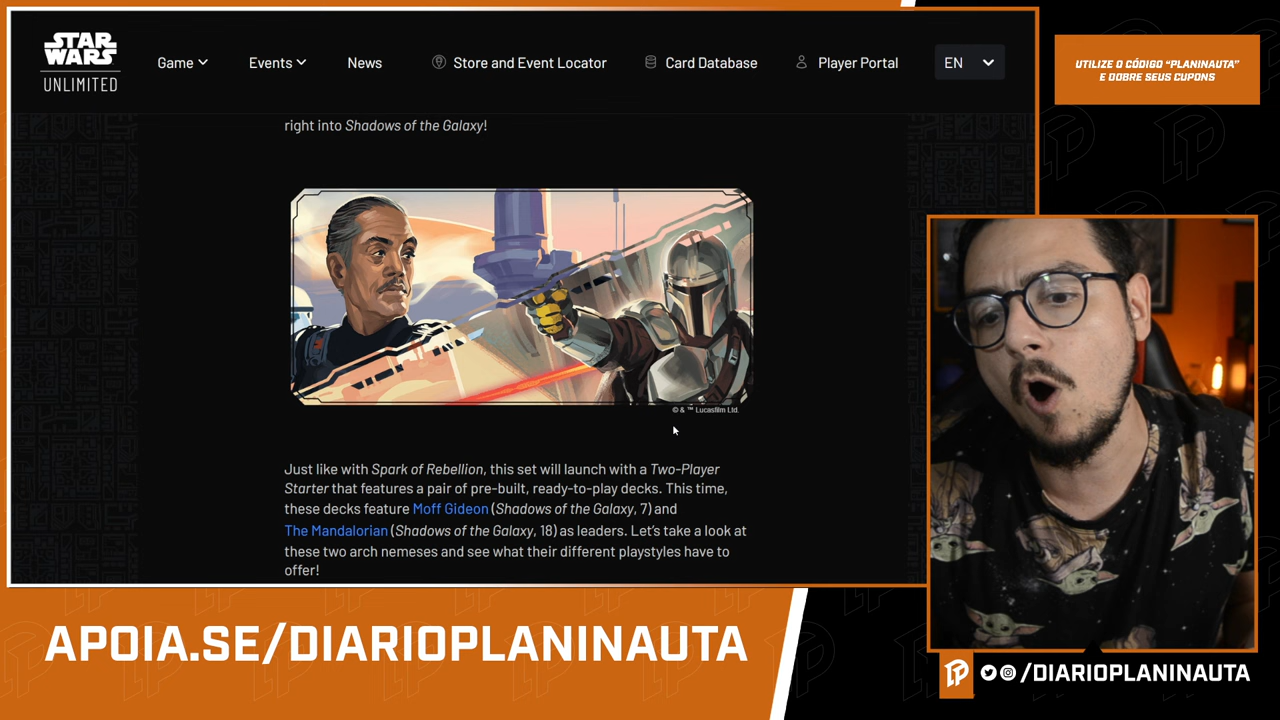 STAR
WARS
UNLIMITED
Game
Events
News
Store and Event Locator
Card Database
Player Portal
EN
UTILIZE O CÓDIGO “PLANINAUTA”
E DOBRE SEUS CUPONS
right into Shadows of the Galaxy!
© & ™ Lucasfilm Ltd.
Just like with Spark of Rebellion, this set will launch with a Two-Player
Starter that features a pair of pre-built, ready-to-play decks. This time,
these decks feature Moff Gideon (Shadows of the Galaxy, 7) and
The Mandalorian (Shadows of the Galaxy, 18) as leaders. Let’s take a look at
these two arch nemeses and see what their different playstyles have to
offer!
APOIA.SE/DIARIOPLANINAUTA
/DIARIOPLANINAUTA